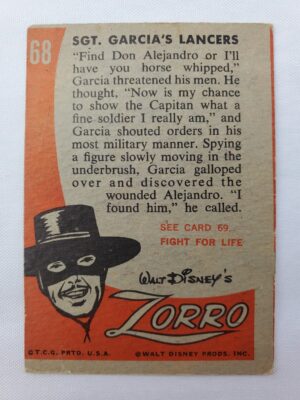 68
SGT. GARCIA'S LANCERS
"Find Don Alejandro or I'll
have you horse whipped,"
Garcia threatened his men. He
thought, "Now is my chance
to show the Capitan what a
fine soldier I really am," and
Garcia shouted orders in his
most military manner. Spying
a figure slowly moving in the
underbrush, Garcia galloped
over and discovered the
wounded Alejandro. "I
found him," he called.
SEE CARD 69...
FIGHT FOR LIFE
WALT DISNEY'S
ZORRO
© T.C.G. PRTD. U.S.A.
© WALT DISNEY PRODS. INC.